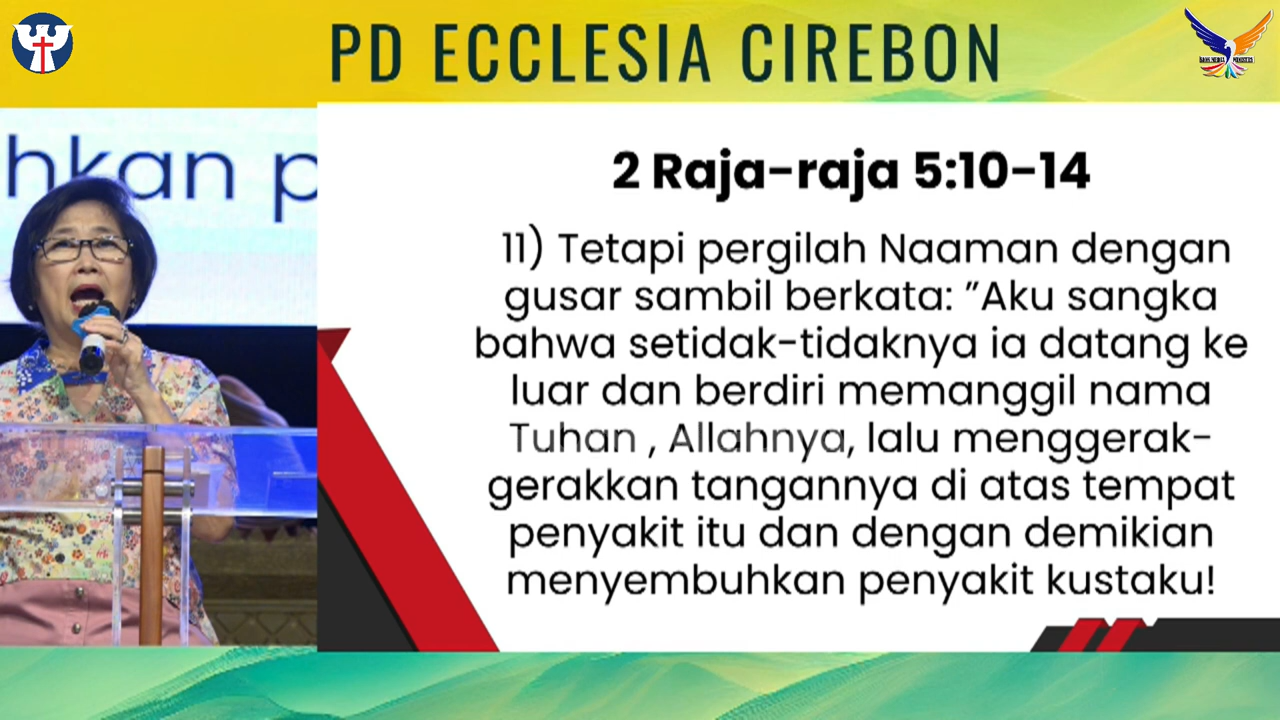 PD ECCLESIA CIREBON
hkan p
2 Raja-raja 5:10-14
11) Tetapi pergilah Naaman dengan
gusar sambil berkata: ”Aku sangka
bahwa setidak-tidaknya ia datang ke
luar dan berdiri memanggil nama
Tuhan , Allahnya, lalu menggerak-
gerakkan tangannya di atas tempat
penyakit itu dan dengan demikian
menyembuhkan penyakit kustaku!